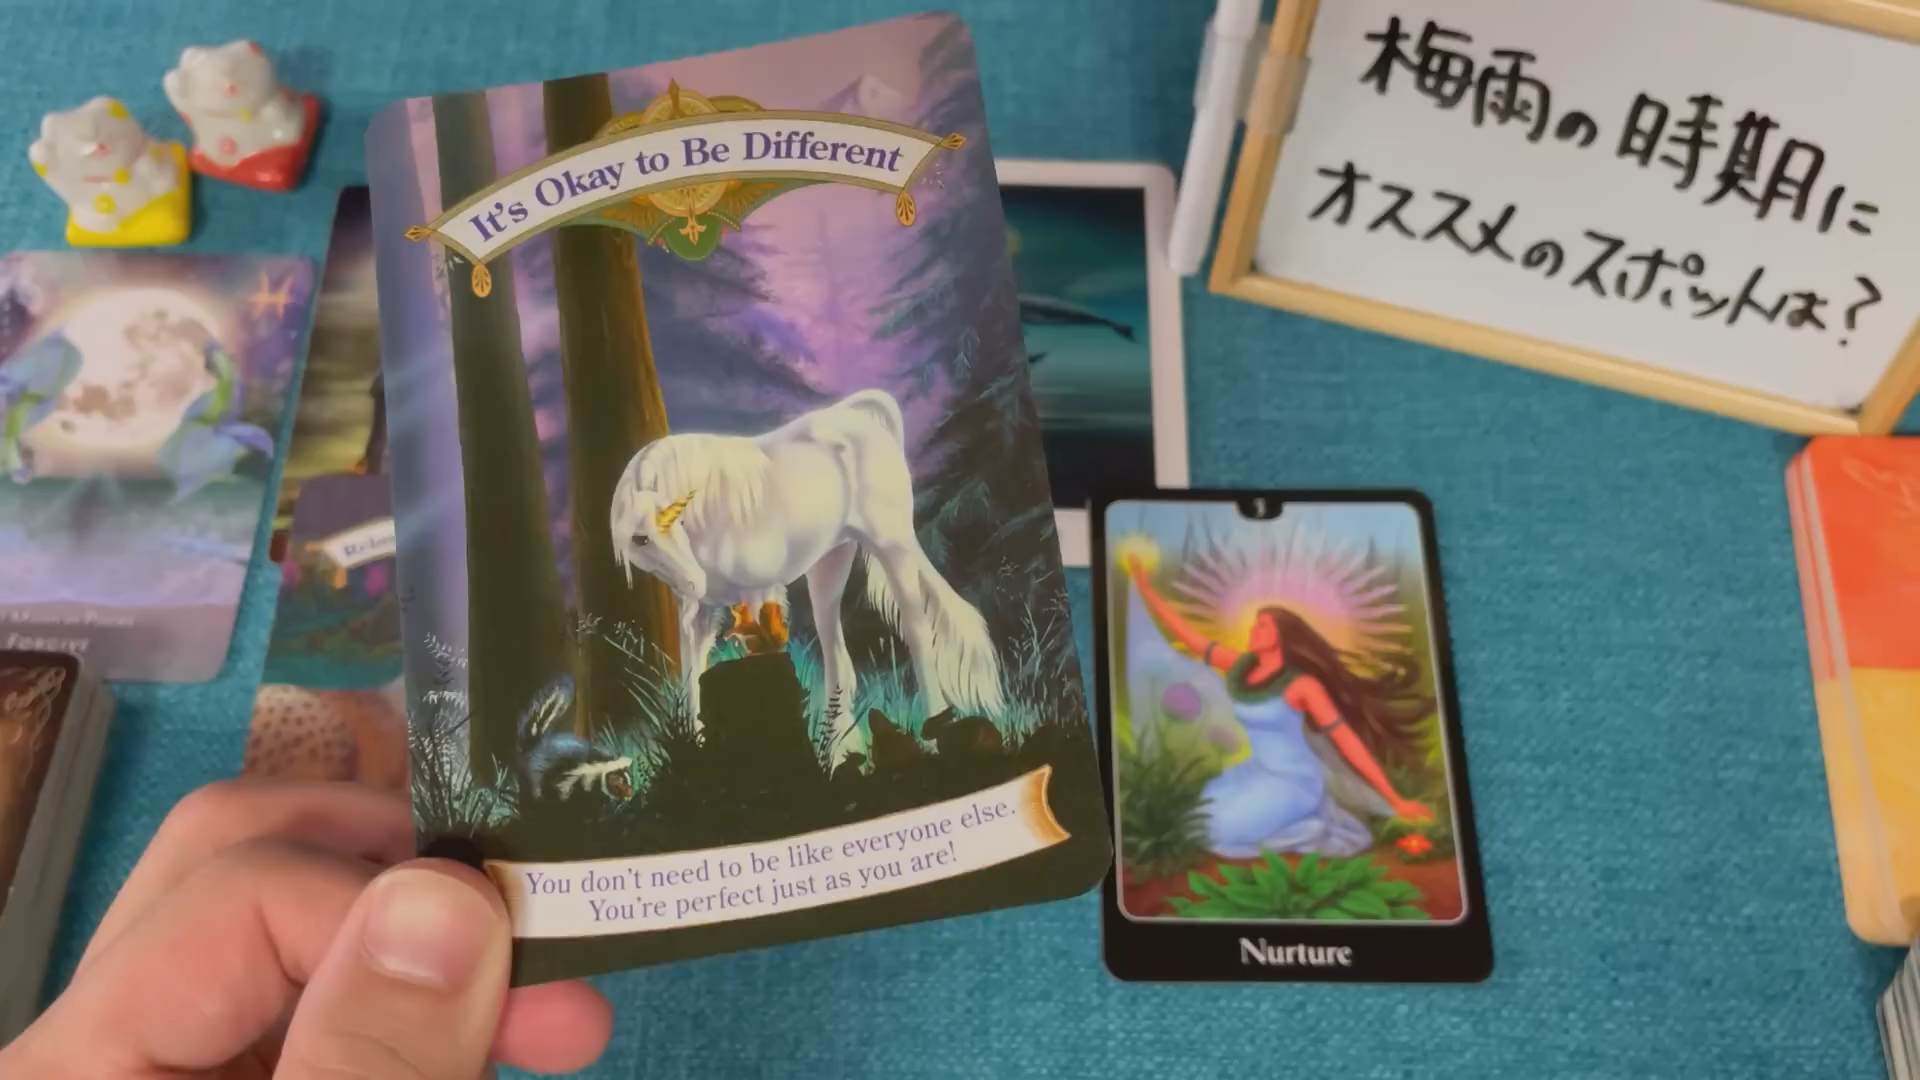 It's Okay to Be Different
You don't need to be like everyone else.
You're perfect just as you are!
梅雨の時期に
オススメのスポットは?
Nurture
FORGIVE